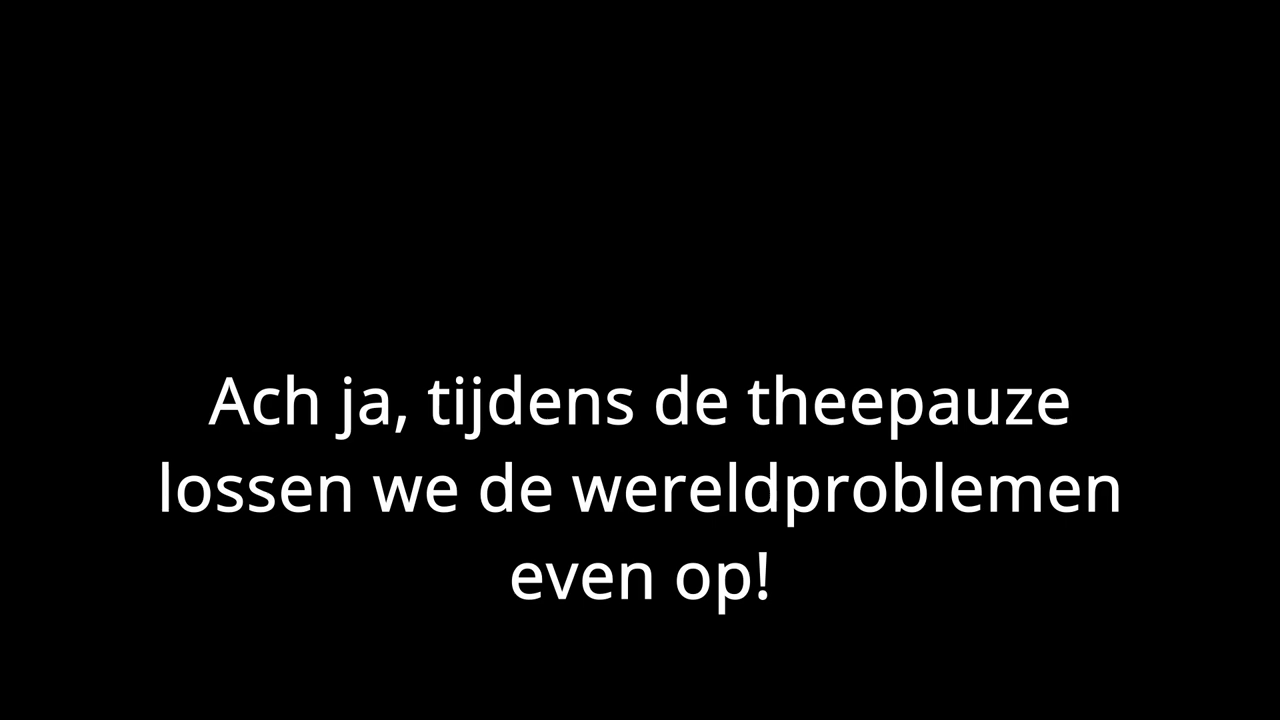 Ach ja, tijdens de theepauze
lossen we de wereldproblemen
even op!